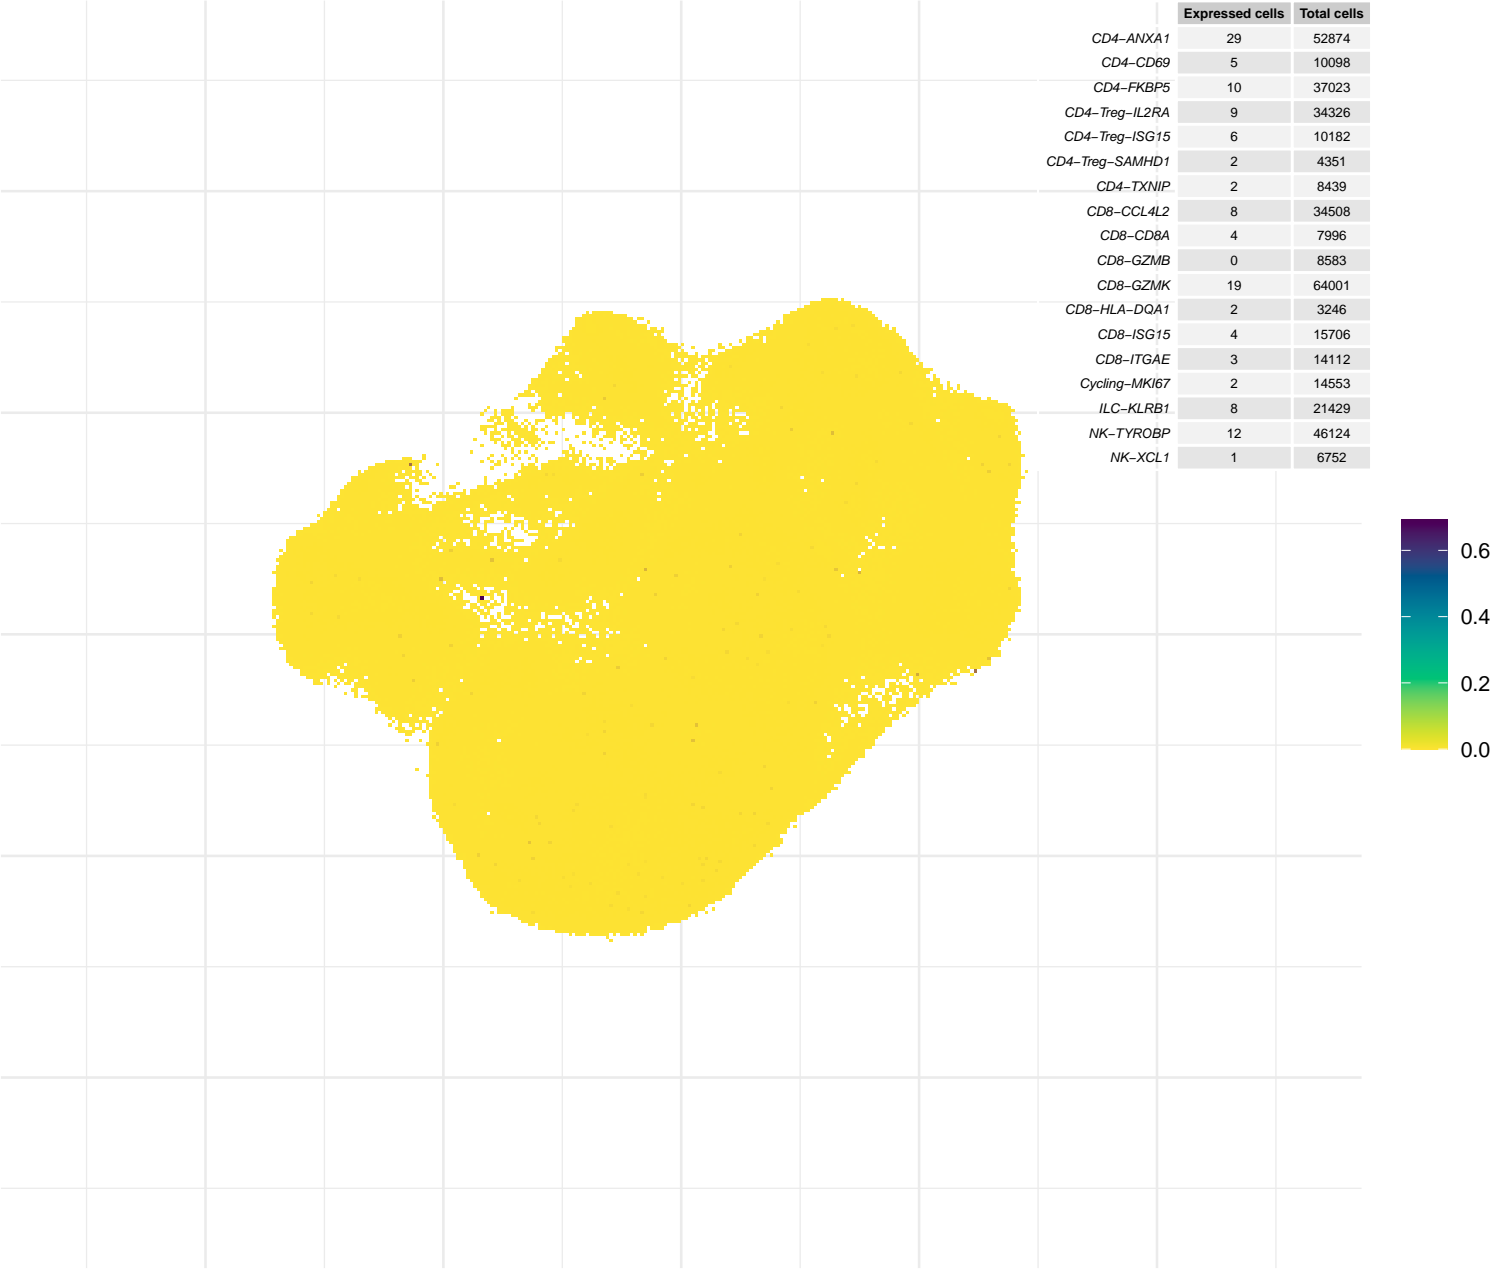 Expressed cells Total cells
CD4−ANXA1 29 52874
CD4−CD69 5 10098
CD4−FKBP5 10 37023
CD4−Treg−IL2RA 9 34326
CD4−Treg−ISG15 6 10182
CD4−Treg−SAMHD1 2 4351
CD4−TXNIP 2 8439
CD8−CCL4L2 8 34508
CD8−CD8A 4 7996
CD8−GZMB 0 8583
CD8−GZMK 19 64001
CD8−HLA−DQA1 2 3246
CD8−ISG15 4 15706
CD8−ITGAE 3 14112
Cycling−MKI67 2 14553
ILC−KLRB1 8 21429
NK−TYROBP 12 46124
NK−XCL1 1 6752
0.6
0.4
0.2
0.0